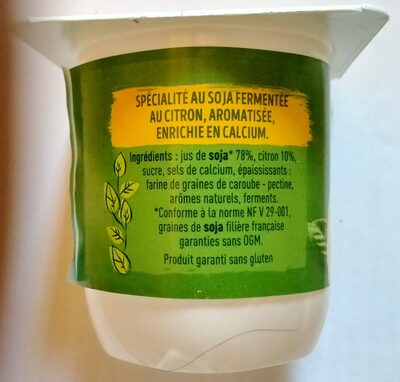 SPÉCIALITÉ AU SOJA FERMENTÉE
AU CITRON, AROMATISÉE,
ENRICHIE EN CALCIUM.
Ingrédients : jus de soja* 78%, citron 10%,
sucre, sels de calcium, épaississants :
farine de graines de caroube - pectine,
arômes naturels, ferments.
*Conforme à la norme NF V 29-001,
graines de soja filière française
garanties sans OGM.
Produit garanti sans gluten